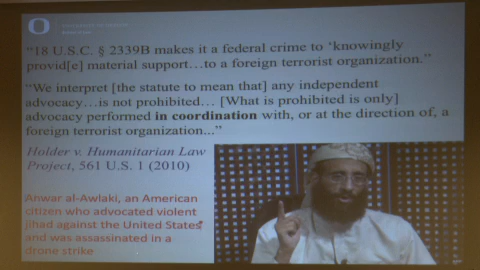 O
UNIVERSITY OF OREGON
“18 U.S.C. § 2339B makes it a federal crime to ‘knowingly
provid[e] material support…to a foreign terrorist organization.”
“We interpret [the statute to mean that] any independent
advocacy…is not prohibited… [What is prohibited is only]
advocacy performed in coordination with, or at the direction of, a
foreign terrorist organization...”
Holder v. Humanitarian Law
Project, 561 U.S. 1 (2010)
Anwar al-Awlaki, an American
citizen who advocated violent
jihad against the United States
and was assassinated in a
drone strike